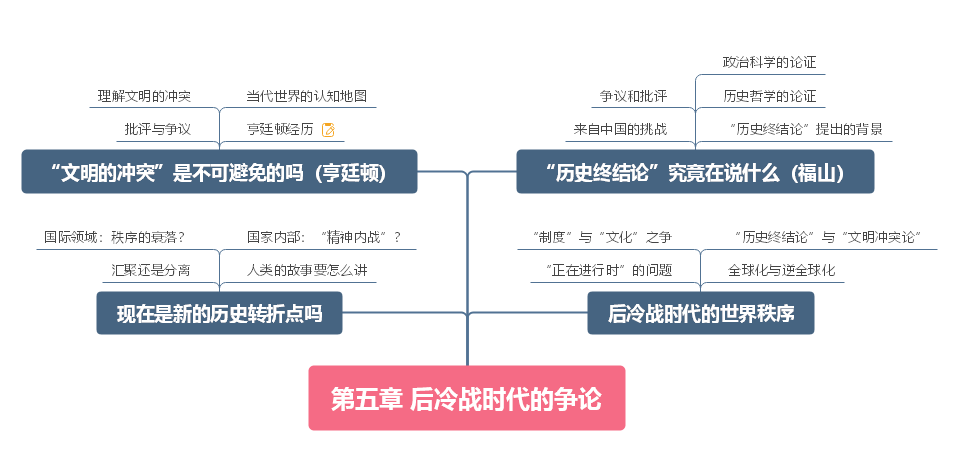 政治科学的论证
理解文明的冲突
当代世界的认知地图
争议和批评
历史哲学的论证
批评与争议
亨廷顿经历
来自中国的挑战
“历史终结论”提出的背景
“文明的冲突”是不可避免的吗（亨廷顿）
“历史终结论”究竟在说什么（福山）
国际领域：秩序的衰落？
国家内部：“精神内战”？
“制度”与“文化”之争
“历史终结论”与“文明冲突论”
汇聚还是分离
人类的故事要怎么讲
“正在进行时”的问题
全球化与逆全球化
现在是新的历史转折点吗
后冷战时代的世界秩序
第五章 后冷战时代的争论